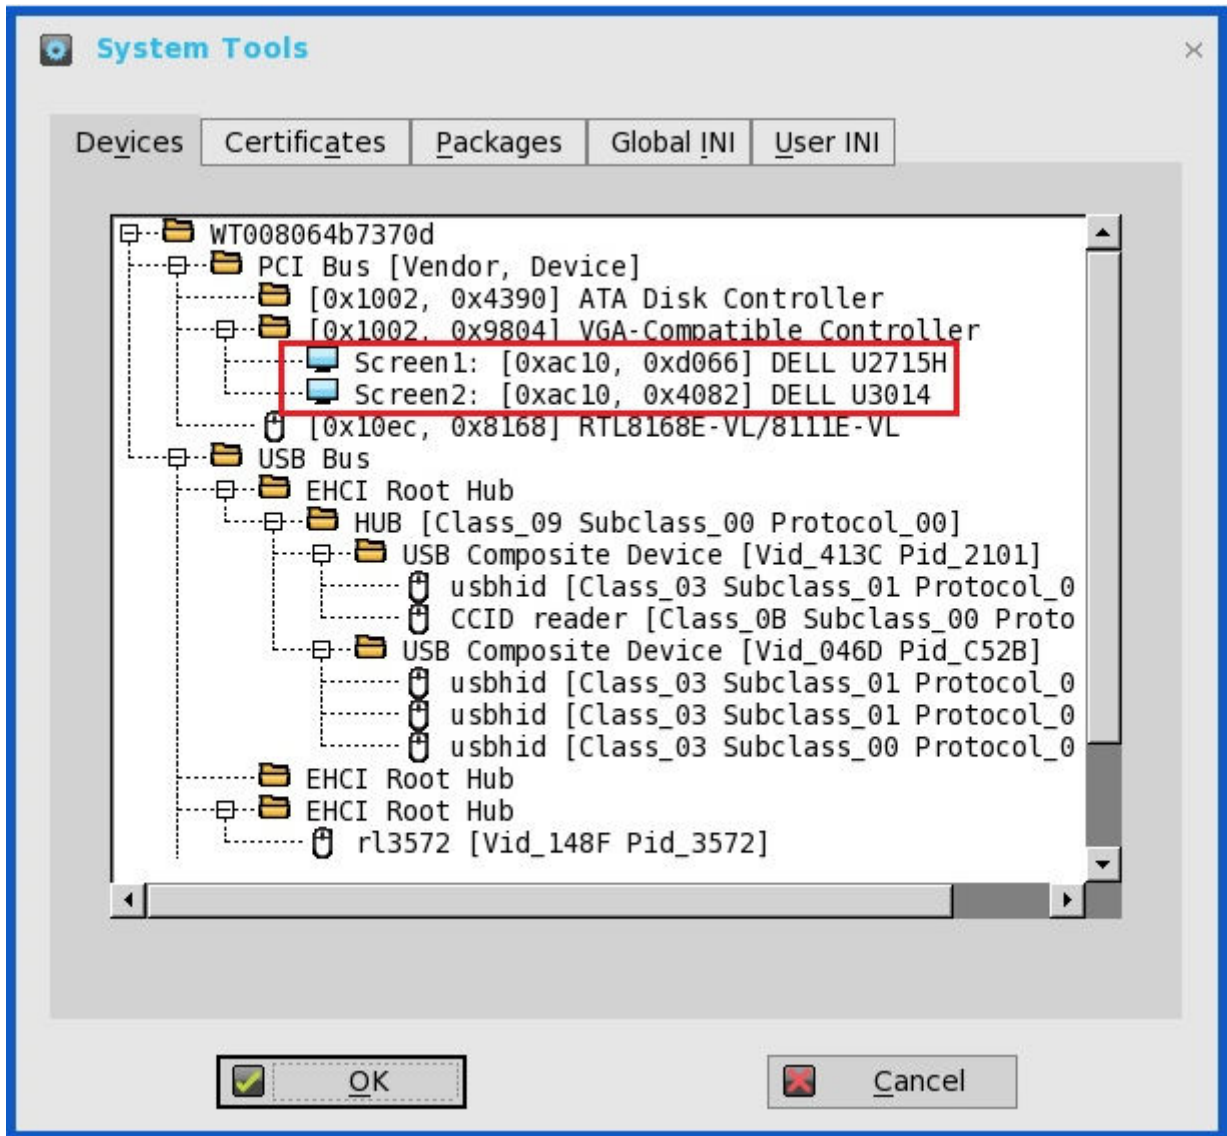 System Tools
Devices
Certificates
Packages
Global INI
User INI
WT008064b7370d
PCI Bus [Vendor, Device]
[0x1002, 0x4390] ATA Disk Controller
[0x1002, 0x9804] VGA-Compatible Controller
Screen1: [0xac10, 0xd066] DELL U2715H
Screen2: [0xac10, 0x4082] DELL U3014
[0x10ec, 0x8168] RTL8168E-VL/8111E-VL
USB Bus
EHCI Root Hub
HUB [Class_09 Subclass_00 Protocol_00]
USB Composite Device [Vid_413C Pid_2101]
usbhid [Class_03 Subclass_01 Protocol_0
CCID reader [Class_0B Subclass_00 Proto
USB Composite Device [Vid_046D Pid_C52B]
usbhid [Class_03 Subclass_01 Protocol_0
usbhid [Class_03 Subclass_01 Protocol_0
usbhid [Class_03 Subclass_00 Protocol_0
EHCI Root Hub
EHCI Root Hub
rl3572 [Vid_148F Pid_3572]
OK
Cancel